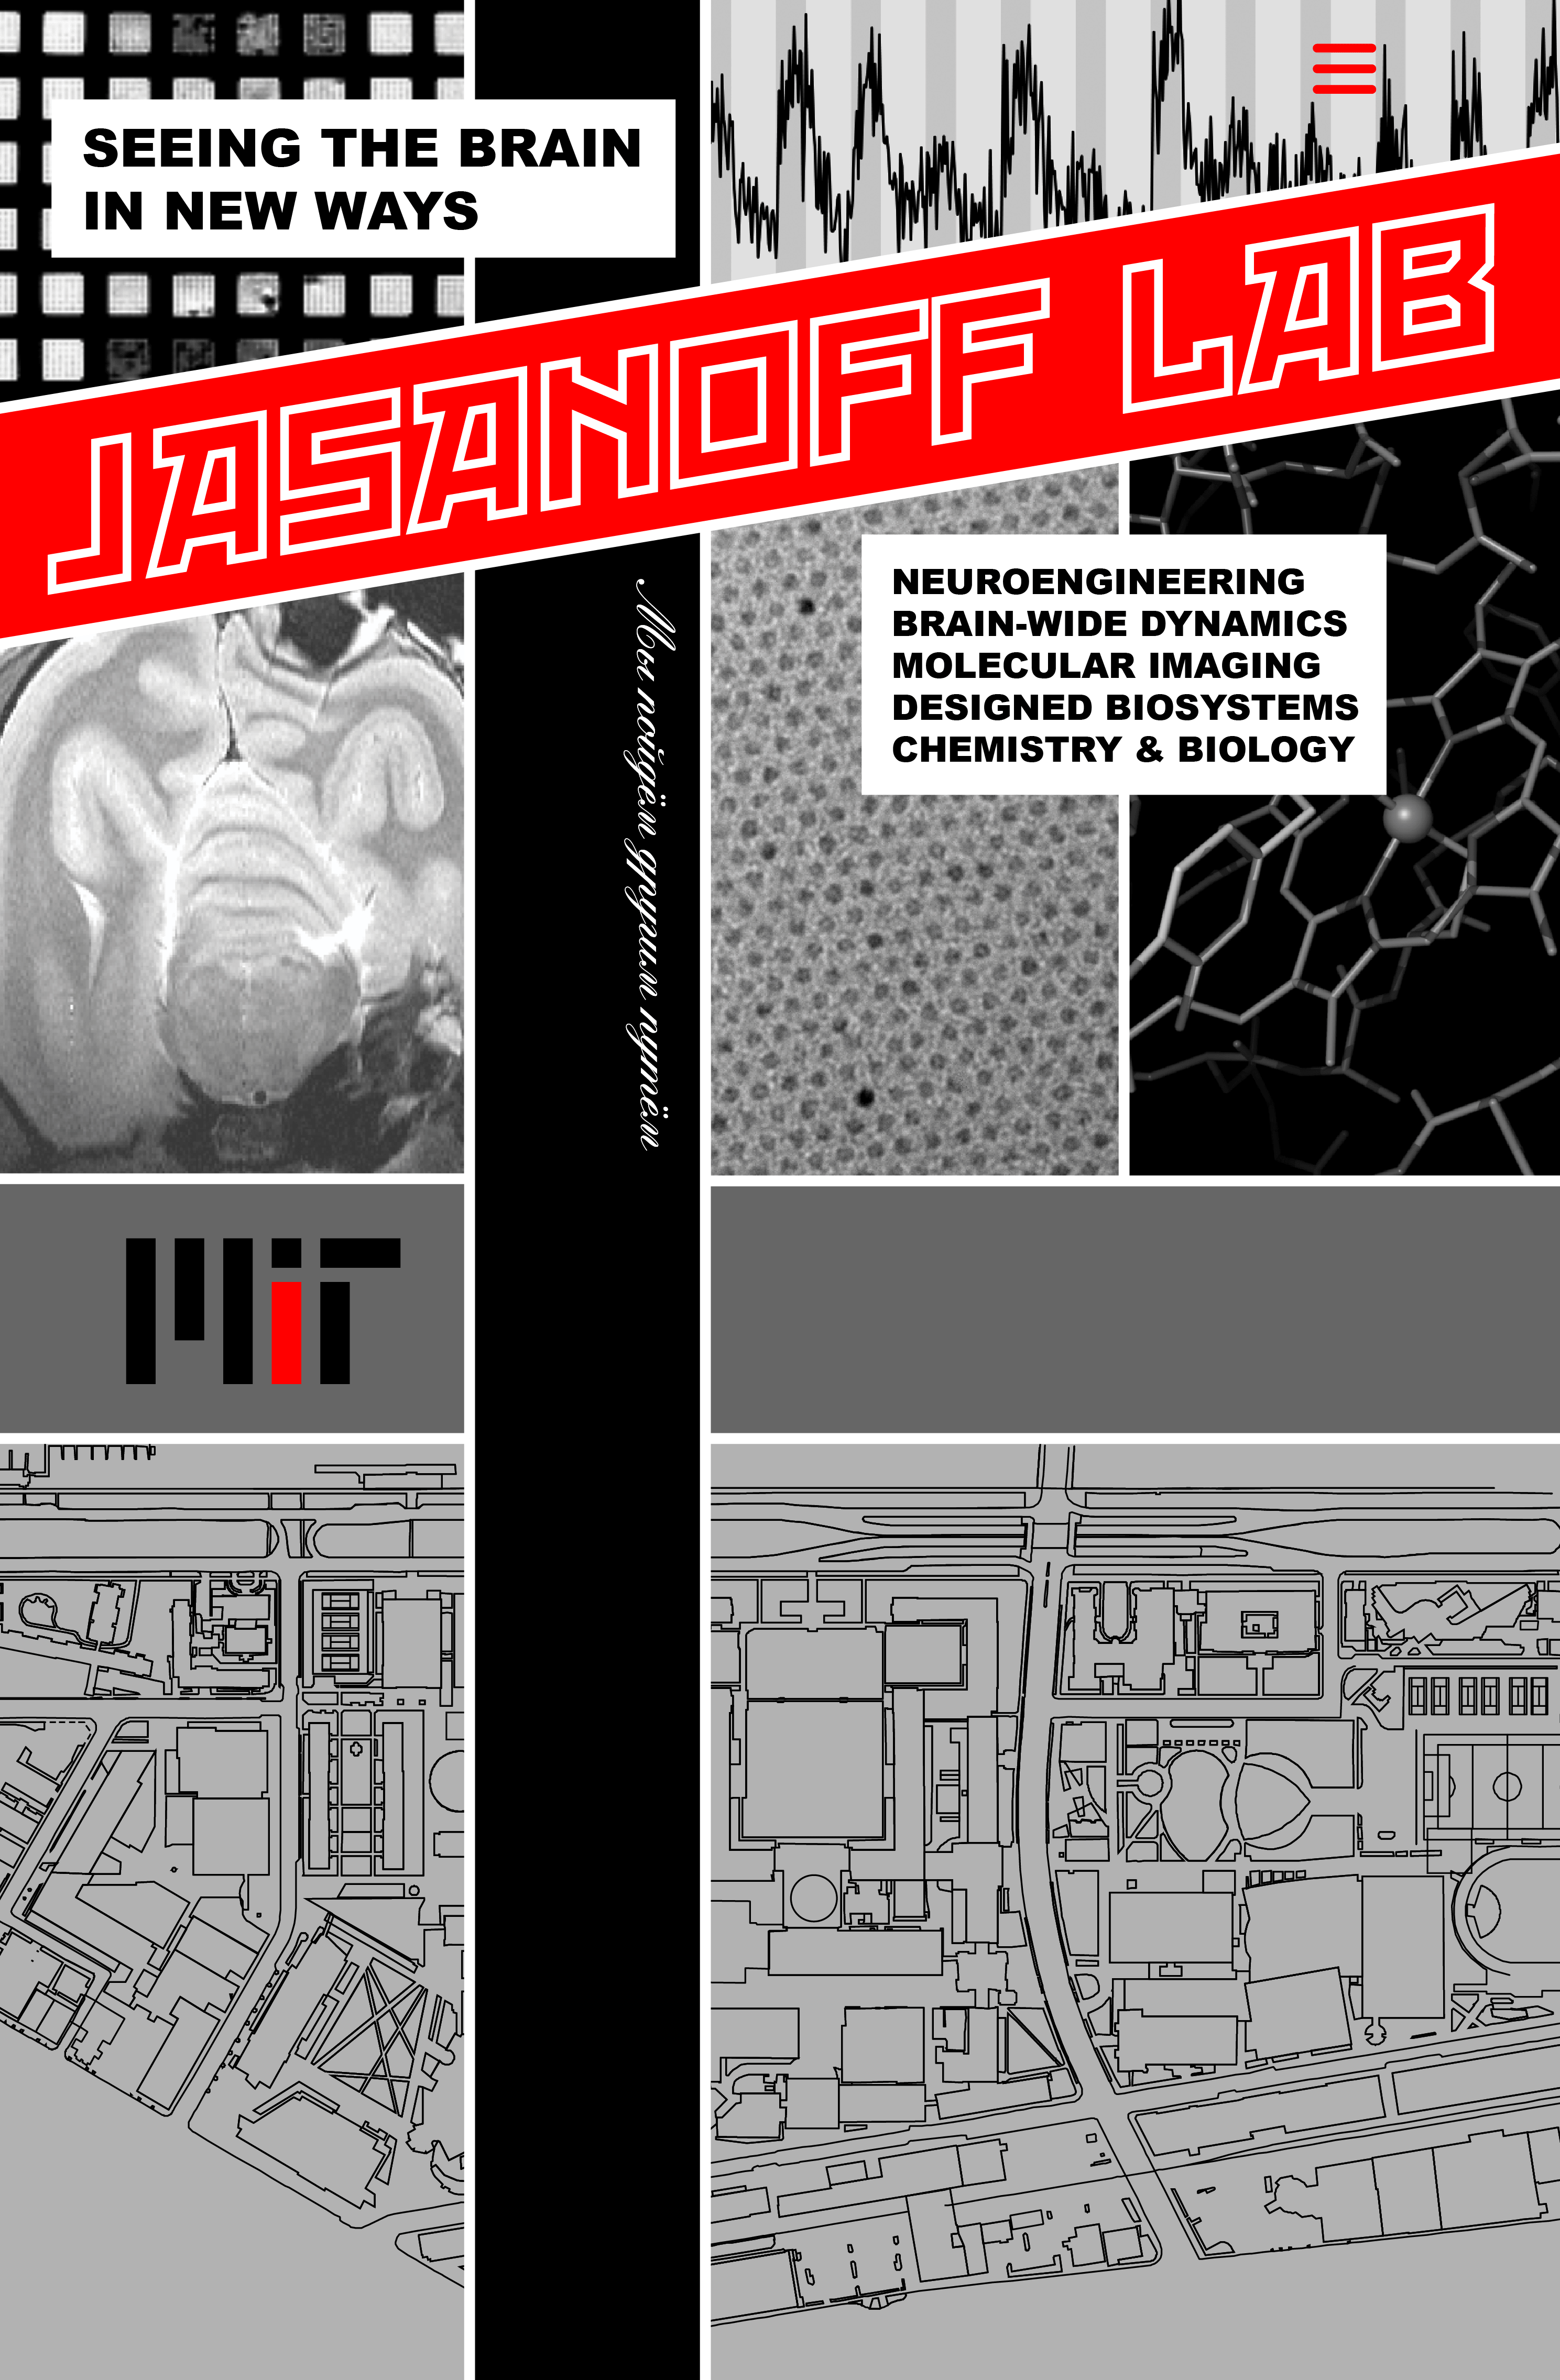 SEEING THE BRAIN
IN NEW WAYS
JASANOFF LAB
Мы пойдём другим путём
NEUROENGINEERING
BRAIN-WIDE DYNAMICS
MOLECULAR IMAGING
DESIGNED BIOSYSTEMS
CHEMISTRY & BIOLOGY
MIT